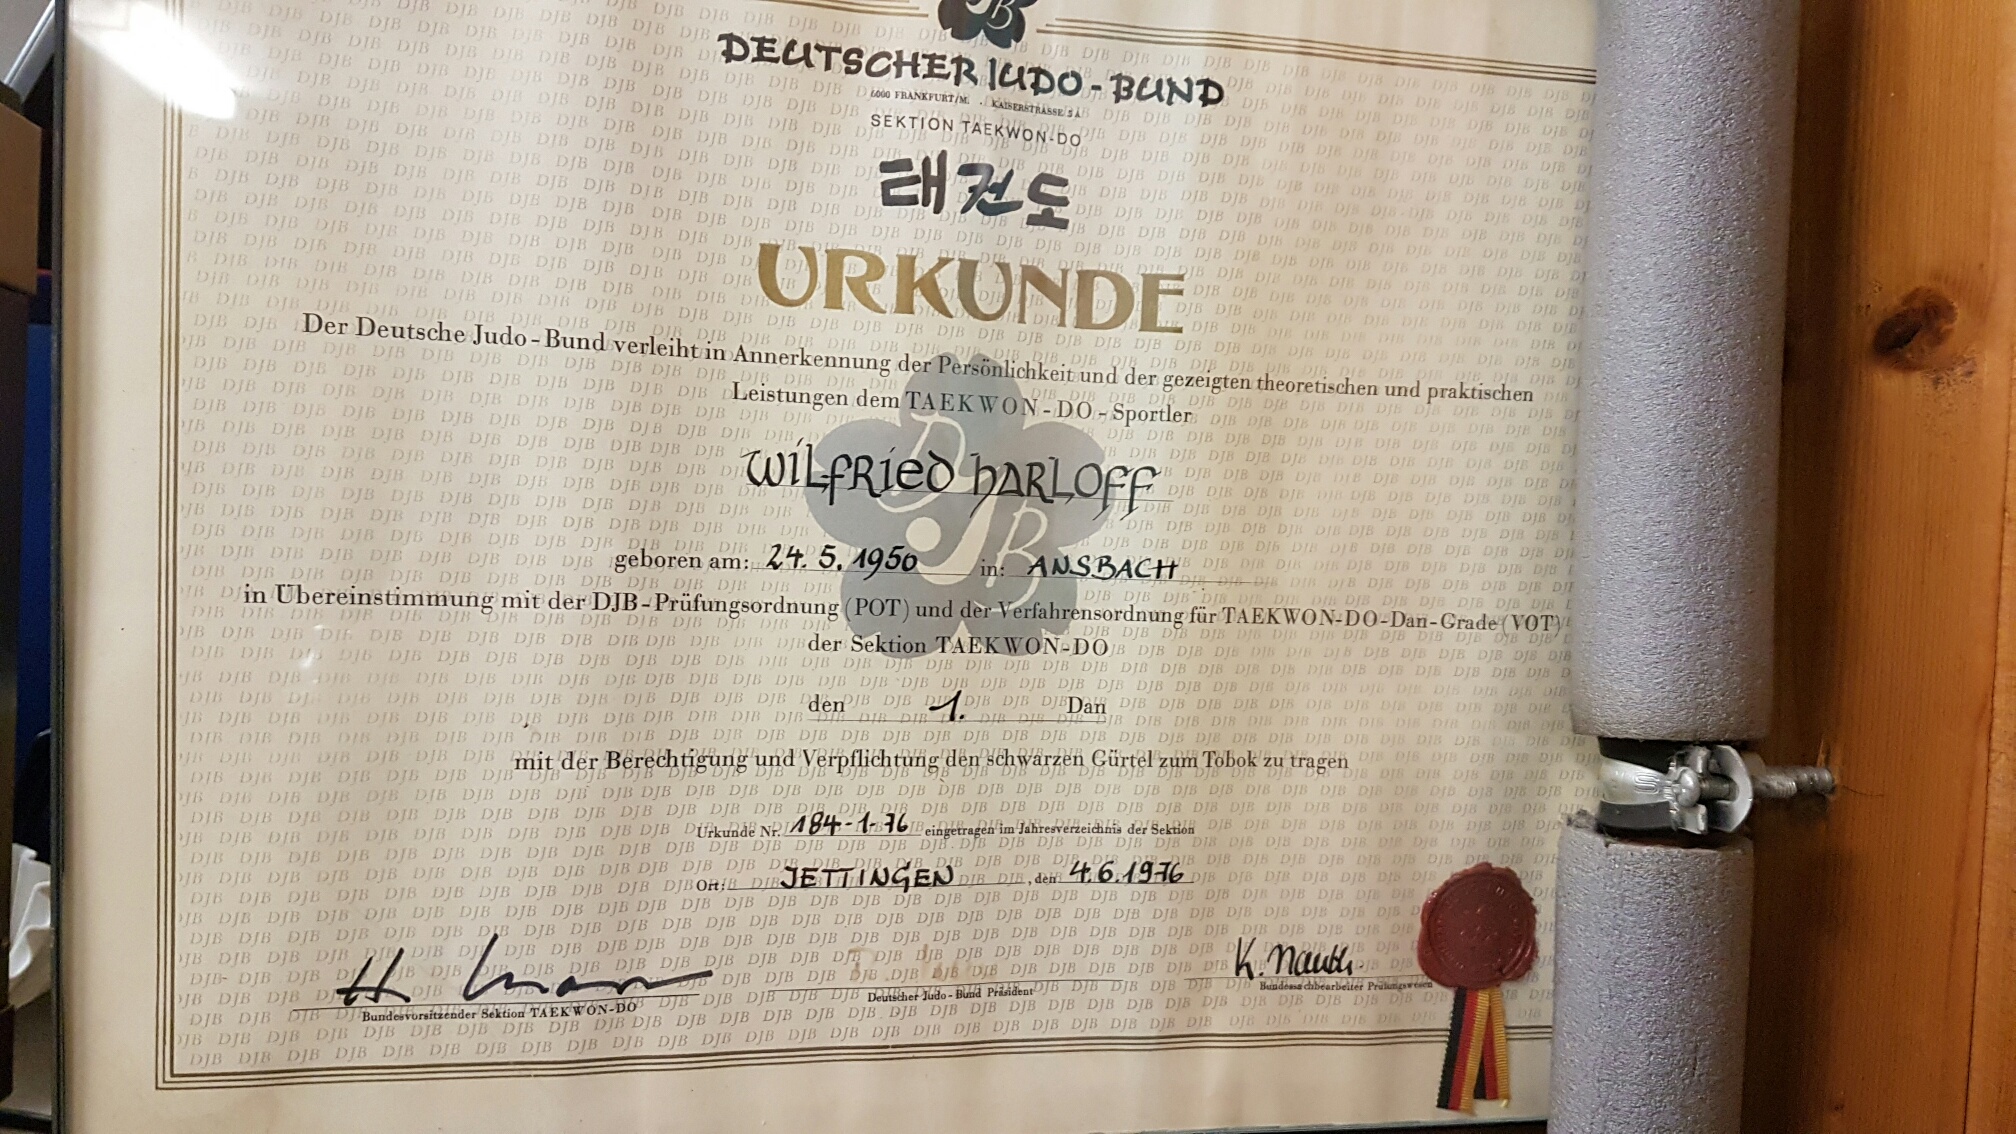 DEUTSCHER JUDO-BUND
6000 FRANKFURT/M. · KAISERSTRASSE 5A
SEKTION TAEKWON-DO
태권도
URKUNDE
Der Deutsche Judo-Bund verleiht in Annerkennung der Persönlichkeit und der gezeigten theoretischen und praktischen
Leistungen dem TAEKWON-DO-Sportler
WILFRIED HARLOFF
geboren am: 24.5.1950 in: ANSBACH
in Übereinstimmung mit der DJB-Prüfungsordnung (POT) und der Verfahrensordnung für TAEKWON-DO-Dan-Grade (VOT)
der Sektion TAEKWON-DO
den 1. Dan
mit der Berechtigung und Verpflichtung den schwarzen Gürtel zum Tobok zu tragen
Urkunde Nr. 184-1-76 eingetragen im Jahresverzeichnis der Sektion
Ort: JETTINGEN, den 4.6.1976
K. Nauth
Bundesvorsitzender Sektion TAEKWON-DO
Deutscher Judo-Bund Präsident
Bundessachbearbeiter Prüfungswesen